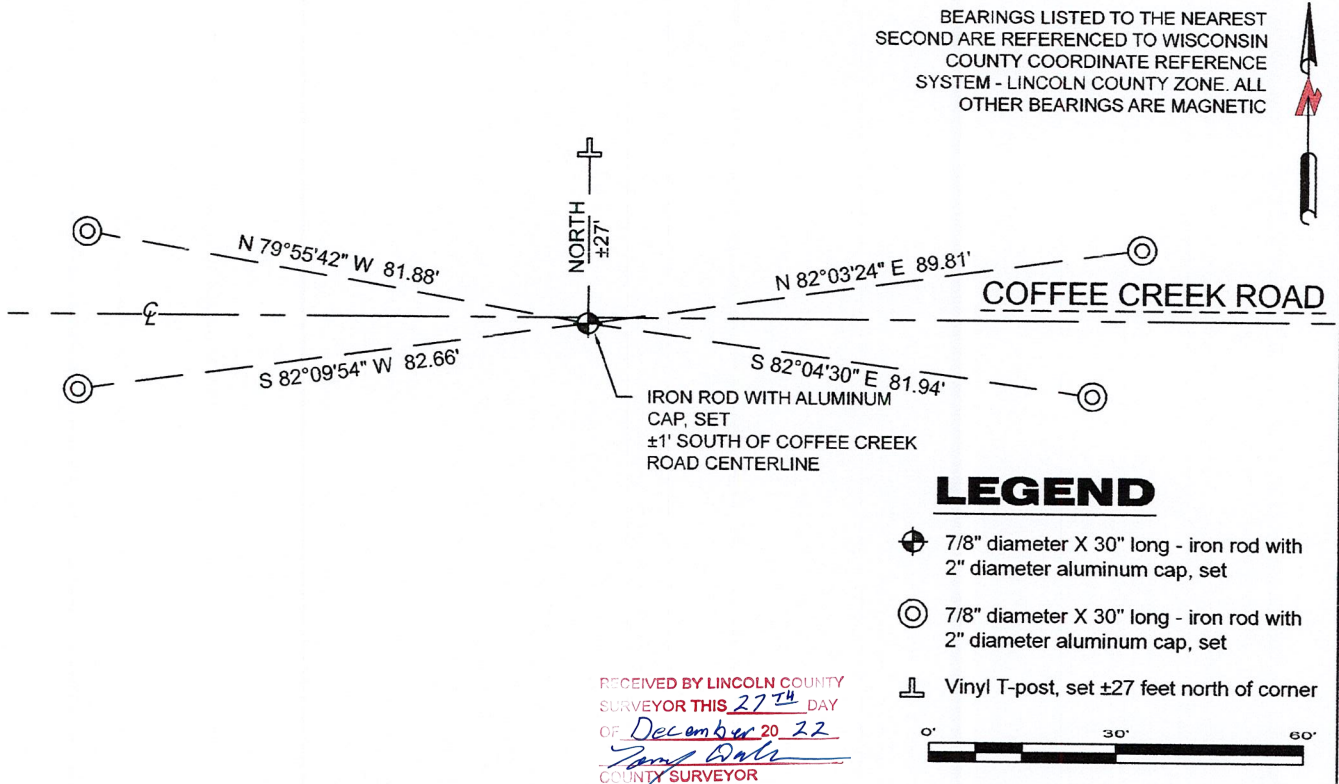 BEARINGS LISTED TO THE NEAREST
SECOND ARE REFERENCED TO WISCONSIN
COUNTY COORDINATE REFERENCE
SYSTEM - LINCOLN COUNTY ZONE. ALL
OTHER BEARINGS ARE MAGNETIC
N
NORTH
±27'
N 79°55'42" W 81.88'
N 82°03'24" E 89.81'
COFFEE CREEK ROAD
℄
S 82°09'54" W 82.66'
S 82°04'30" E 81.94'
IRON ROD WITH ALUMINUM
CAP, SET
±1' SOUTH OF COFFEE CREEK
ROAD CENTERLINE
LEGEND
7/8" diameter X 30" long - iron rod with
2" diameter aluminum cap, set
7/8" diameter X 30" long - iron rod with
2" diameter aluminum cap, set
Vinyl T-post, set ±27 feet north of corner
0' 30' 60'
RECEIVED BY LINCOLN COUNTY
SURVEYOR THIS 27TH DAY
OF December 20 22
COUNTY SURVEYOR